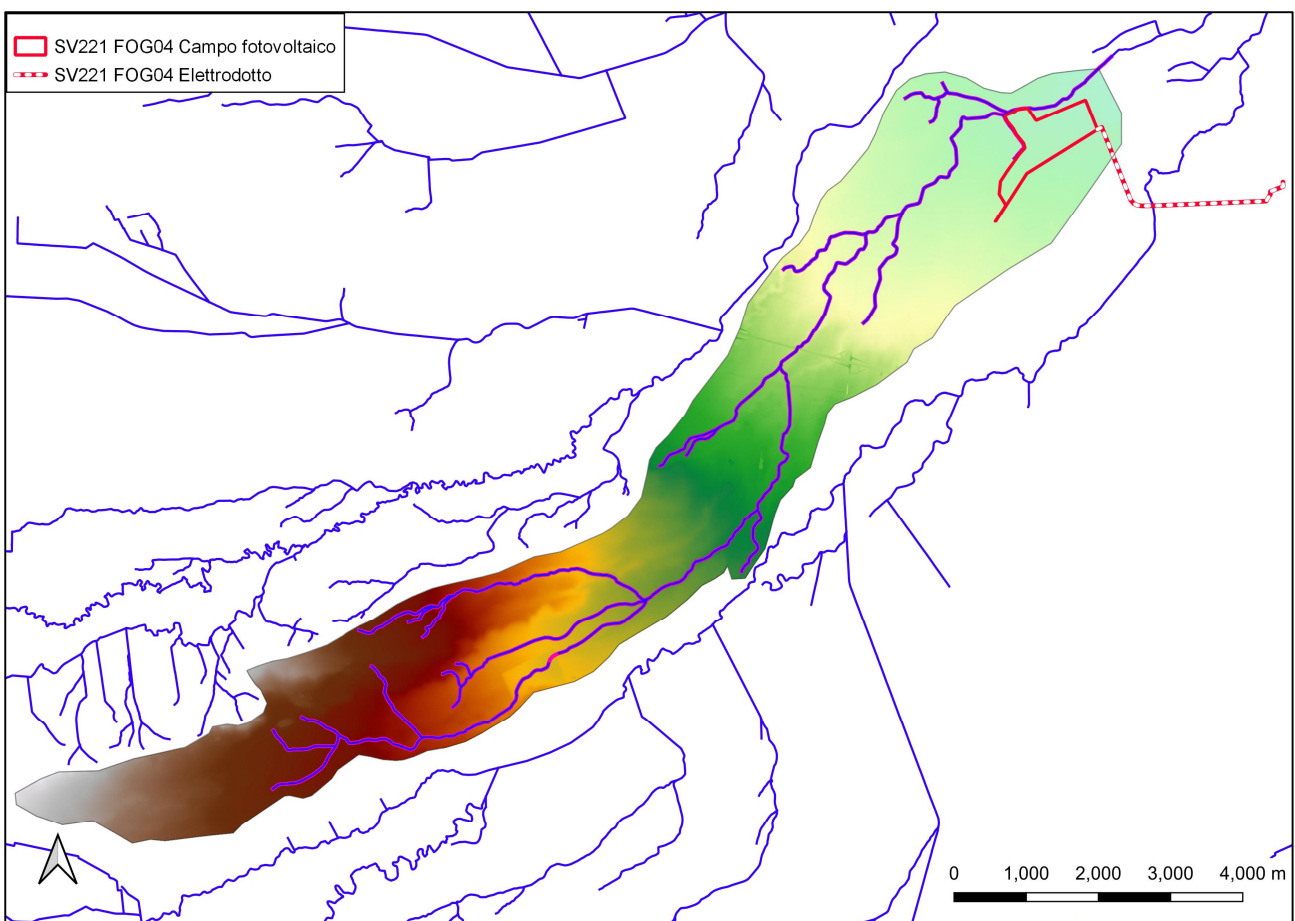 SV221 FOG04 Campo fotovoltaico
SV221 FOG04 Elettrodotto
0 1,000 2,000 3,000 4,000 m